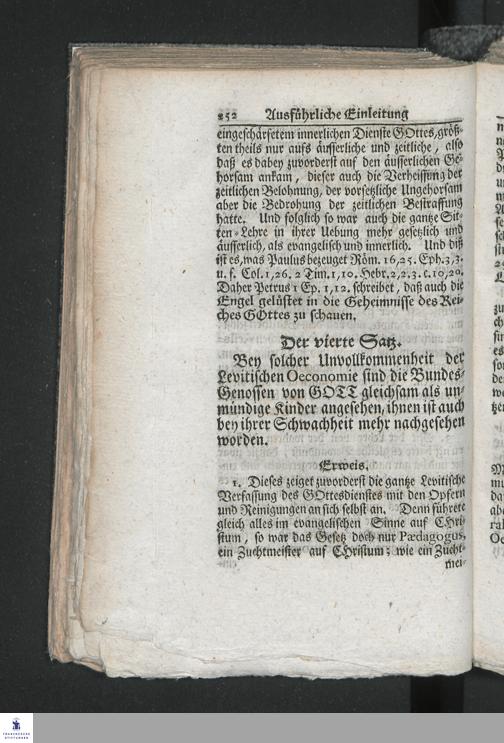 252 Ausführliche Einleitung
eingeschärfetem innerlichen Dienste GOttes, gröſ-
ten theils nur aufs äuſſerliche und zeitliche, alſo
daß es dabey zuvorderſt auf den äuſſerlichen Ge-
horſam ankam, dieſer auch die Verheiſſung der
zeitlichen Belohnung, der vorſetzliche Ungehorſam
aber die Bedrohung der zeitlichen Beſtraffung
hatte. Und folglich ſo war auch die gantze Sit-
ten-Lehre in ihrer Uebung mehr geſetzlich und
äuſſerlich, als evangeliſch und innerlich. Und diß
iſt es, was Paulus bezeuget Röm. 16,25. Eph. 3,3.
u. f. Col. 1,26. 2 Tim. 1,10. Hebr. 2,2.3. c. 10,20.
Daher Petrus 1 Ep. 1,12. ſchreibet, daß auch die
Engel gelüſtet in die Geheimniſſe des Rei-
ches GOttes zu ſchauen.
Der vierte Satz.
Bey ſolcher Unvollkommenheit der
Levitiſchen Oeconomie ſind die Bundes-
Genoſſen von GOTT gleichſam als un-
mündige Kinder angeſehen, ihnen iſt auch
bey ihrer Schwachheit mehr nachgeſehen
worden.
Erweis.
1. Dieſes zeiget zuvorderſt die gantze Levitiſche
Verfaſſung des GOttesdienſtes mit den Opfern
und Reinigungen an ſich ſelbſt an. Denn führete
gleich alles im evangeliſchen Sinne auf CHri-
ſtum, ſo war das Geſetz doch nur Pædagogus,
ein Zuchtmeiſter auf CHriſtum; wie ein Zucht-
mei-
FRANCKESCHE
STIFTUNGEN